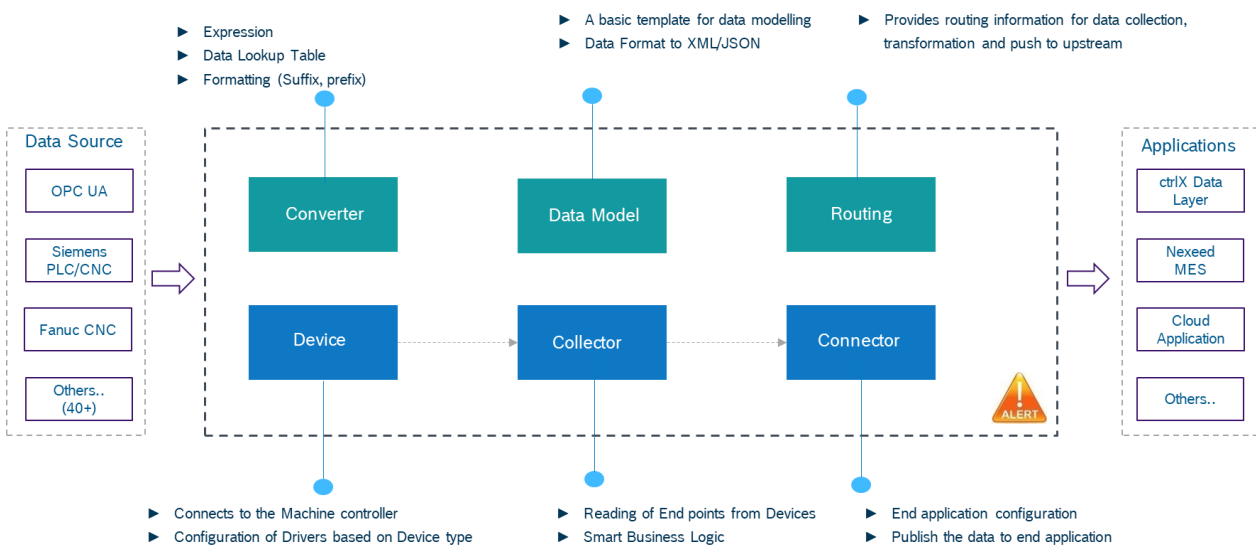 ► Expression
► Data Lookup Table
► Formatting (Suffix, prefix)
► A basic template for data modelling
► Data Format to XML/JSON
► Provides routing information for data collection,
transformation and push to upstream
Data Source
OPC UA
Siemens
PLC/CNC
Fanuc CNC
Others..
(40+)
Converter
Data Model
Routing
Device
Collector
Connector
ALERT
Applications
ctrlX Data
Layer
Nexeed
MES
Cloud
Application
Others..
► Connects to the Machine controller
► Configuration of Drivers based on Device type
► Reading of End points from Devices
► Smart Business Logic
► End application configuration
► Publish the data to end application